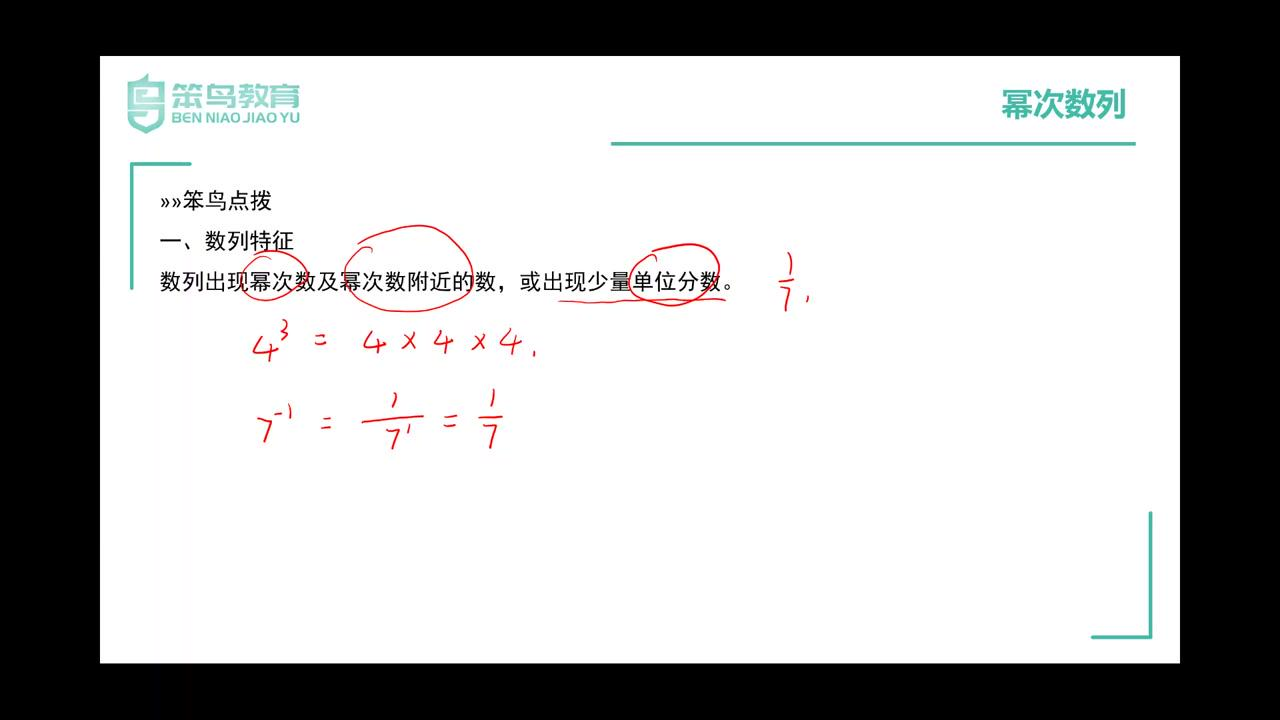 笨鸟教育
BEN NIAO JIAO YU
幂次数列
»»笨鸟点拨
一、数列特征
数列出现幂次数及幂次数附近的数，或出现少量单位分数。 1/7,
4³ = 4 × 4 × 4.
7⁻¹ = 1/7¹ = 1/7